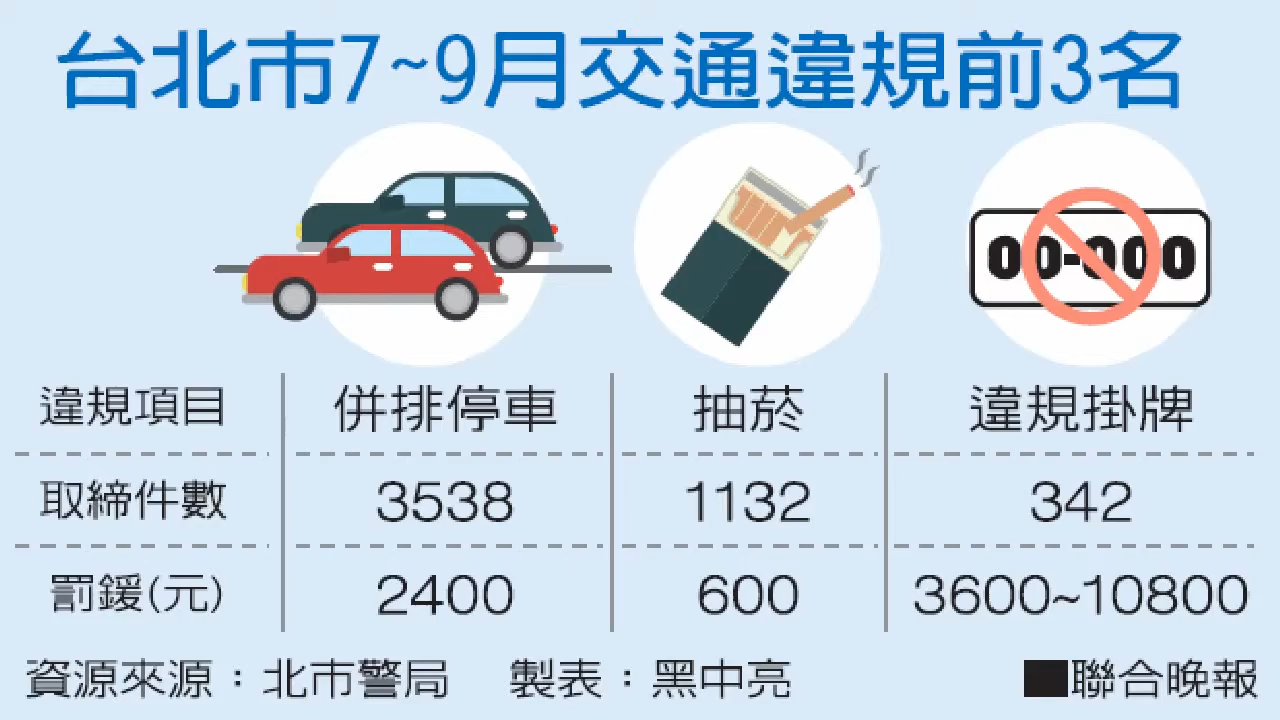 台北市7~9月交通違規前3名
00-000
違規項目 併排停車 抽菸 違規掛牌
取締件數 3538 1132 342
罰鍰(元) 2400 600 3600~10800
資源來源：北市警局 製表：黑中亮 ■聯合晚報